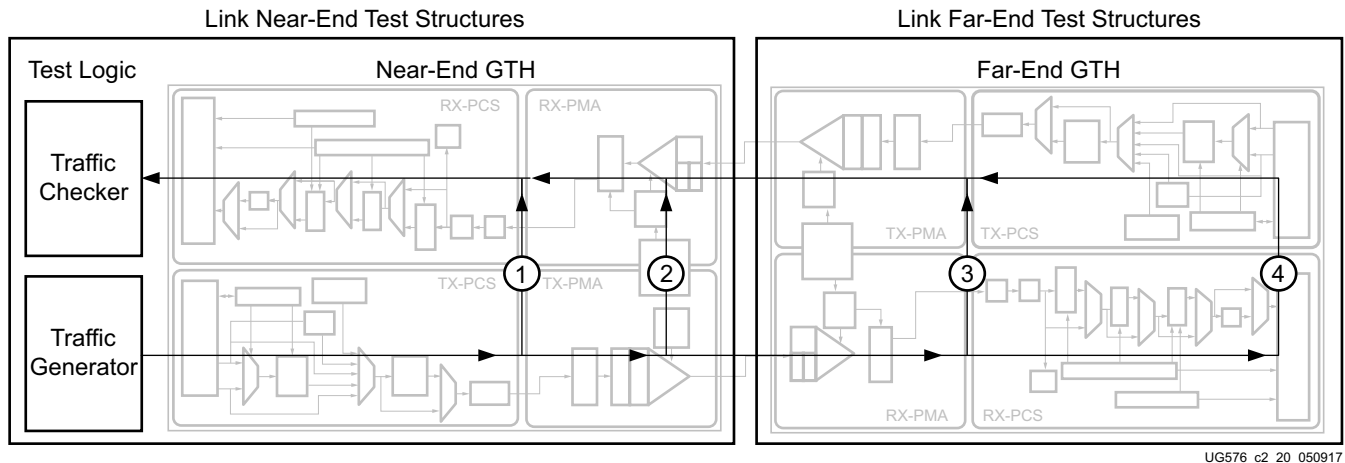 Link Near-End Test Structures
Link Far-End Test Structures
Test Logic
Near-End GTH
Far-End GTH
RX-PCS
RX-PMA
Traffic
Checker
TX-PMA
TX-PCS
1
2
3
4
TX-PCS
TX-PMA
Traffic
Generator
RX-PMA
RX-PCS
UG576_c2_20_050917